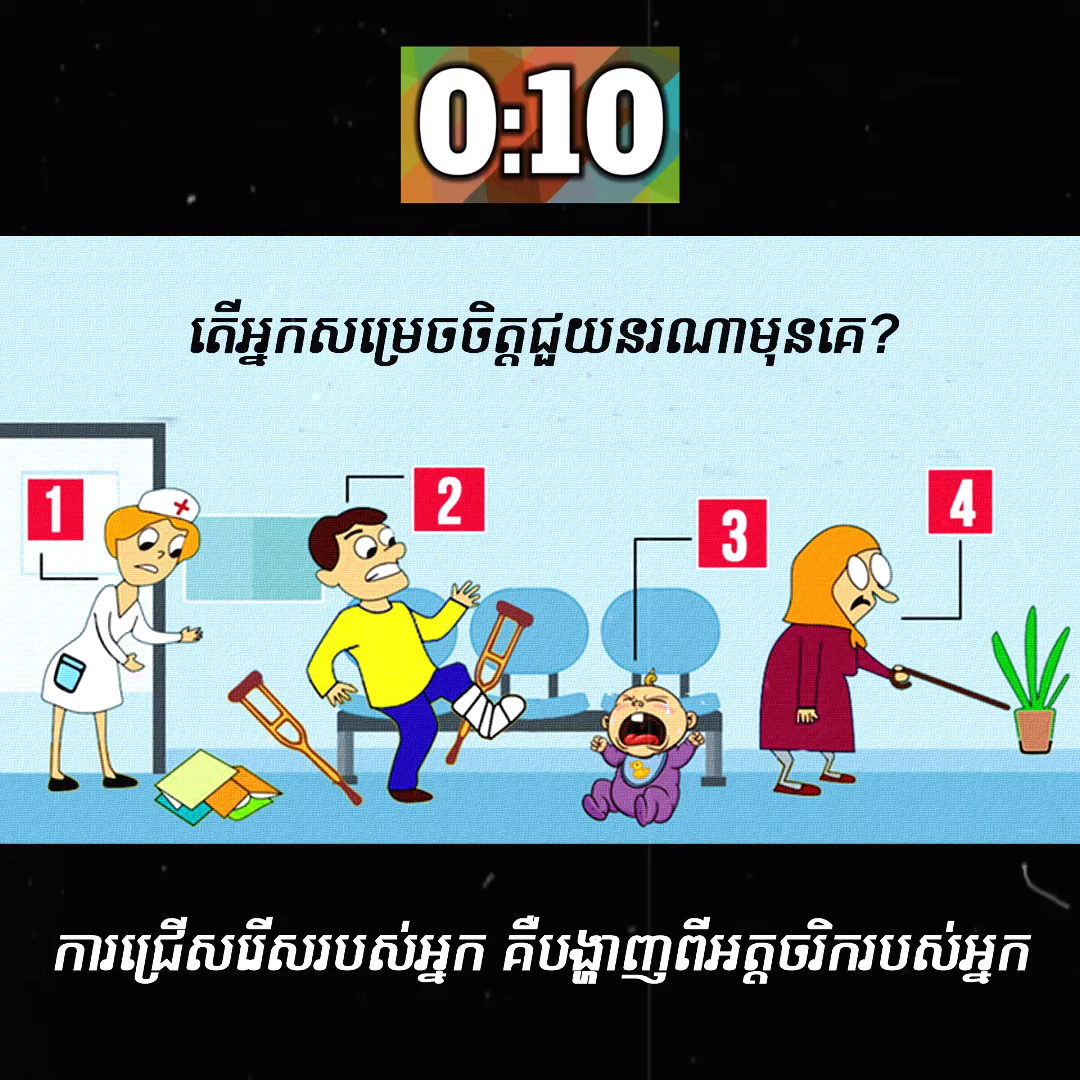 0:10
តើអ្នកសម្រេចចិត្តជួយនរណាមុនគេ?
1
2
3
4
ការជ្រើសរើសរបស់អ្នក គឺបង្ហាញពីអត្តចរិករបស់អ្នក